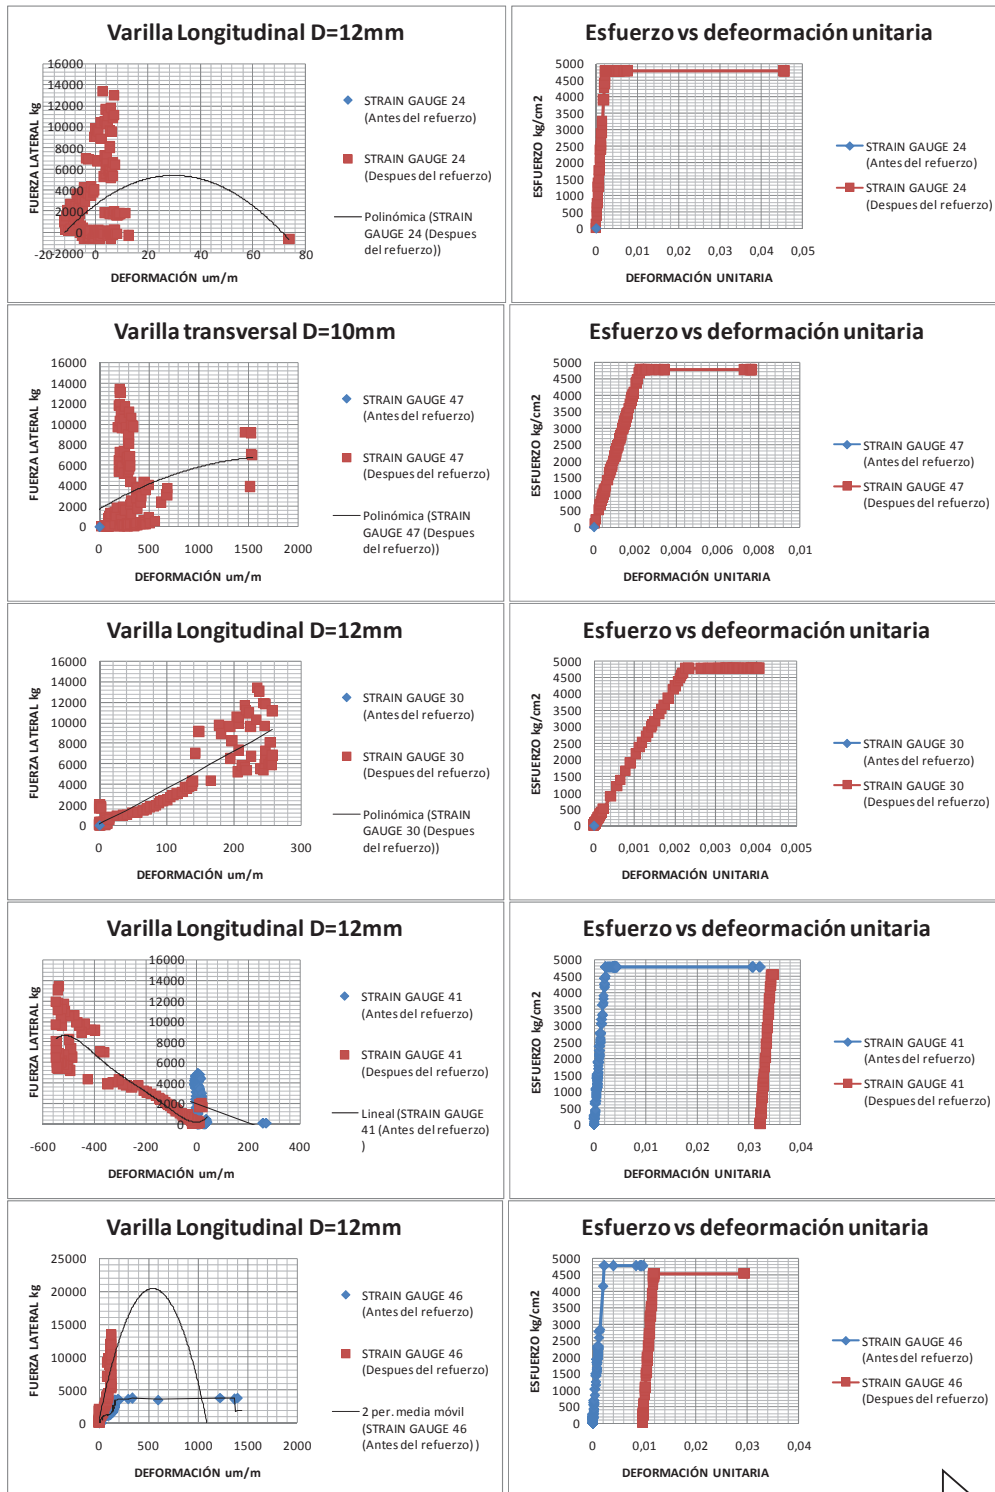 Varilla Longitudinal D=12mm
FUERZA LATERAL kg
16000
14000
12000
10000
8000
6000
4000
2000
0
-2000
-20
0
20
40
60
80
DEFORMACIÓN um/m
STRAIN GAUGE 24
(Antes del refuerzo)
STRAIN GAUGE 24
(Despues del refuerzo)
Polinómica (STRAIN
GAUGE 24 (Despues
del refuerzo))
Esfuerzo vs defeormación unitaria
ESFUERZO kg/cm2
5000
4500
4000
3500
3000
2500
2000
1500
1000
500
0
0
0,01
0,02
0,03
0,04
0,05
DEFORMACIÓN UNITARIA
STRAIN GAUGE 24
(Antes del refuerzo)
STRAIN GAUGE 24
(Despues del refuerzo)
Varilla transversal D=10mm
FUERZA LATERAL kg
16000
14000
12000
10000
8000
6000
4000
2000
0
0
500
1000
1500
2000
DEFORMACIÓN um/m
STRAIN GAUGE 47
(Antes del refuerzo)
STRAIN GAUGE 47
(Despues del refuerzo)
Polinómica (STRAIN
GAUGE 47 (Despues
del refuerzo))
Esfuerzo vs deformación unitaria
ESFUERZO kg/cm2
5000
4500
4000
3500
3000
2500
2000
1500
1000
500
0
0
0,002
0,004
0,006
0,008
0,01
DEFORMACIÓN UNITARIA
STRAIN GAUGE 47
(Antes del refuerzo)
STRAIN GAUGE 47
(Despues del refuerzo)
Varilla Longitudinal D=12mm
FUERZA LATERAL kg
16000
14000
12000
10000
8000
6000
4000
2000
0
0
100
200
300
DEFORMACIÓN um/m
STRAIN GAUGE 30
(Antes del refuerzo)
STRAIN GAUGE 30
(Despues del refuerzo)
Polinómica (STRAIN
GAUGE 30 (Despues
del refuerzo))
Esfuerzo vs defeormación unitaria
ESFUERZO kg/cm2
5000
4500
4000
3500
3000
2500
2000
1500
1000
500
0
0
0,001
0,002
0,003
0,004
0,005
DEFORMACIÓN UNITARIA
STRAIN GAUGE 30
(Antes del refuerzo)
STRAIN GAUGE 30
(Despues del refuerzo)
Varilla Longitudinal D=12mm
FUERZA LATERAL kg
16000
14000
12000
10000
8000
6000
4000
2000
0
-600
-400
-200
0
200
400
DEFORMACIÓN um/m
STRAIN GAUGE 41
(Antes del refuerzo)
STRAIN GAUGE 41
(Despues del refuerzo)
Lineal (STRAIN GAUGE
41 (Antes del refuerzo)
)
Esfuerzo vs defeormación unitaria
ESFUERZO kg/cm2
5000
4500
4000
3500
3000
2500
2000
1500
1000
500
0
0
0,01
0,02
0,03
0,04
DEFORMACIÓN UNITARIA
STRAIN GAUGE 41
(Antes del refuerzo)
STRAIN GAUGE 41
(Despues del refuerzo)
Varilla Longitudinal D=12mm
FUERZA LATERAL kg
25000
20000
15000
10000
5000
0
0
500
1000
1500
2000
DEFORMACIÓN um/m
STRAIN GAUGE 46
(Antes del refuerzo)
STRAIN GAUGE 46
(Despues del refuerzo)
2 per. media móvil
(STRAIN GAUGE 46
(Antes del refuerzo) )
Esfuerzo vs defeormación unitaria
ESFUERZO kg/cm2
5000
4500
4000
3500
3000
2500
2000
1500
1000
500
0
0
0,01
0,02
0,03
0,04
DEFORMACIÓN UNITARIA
STRAIN GAUGE 46
(Antes del refuerzo)
STRAIN GAUGE 46
(Despues del refuerzo)